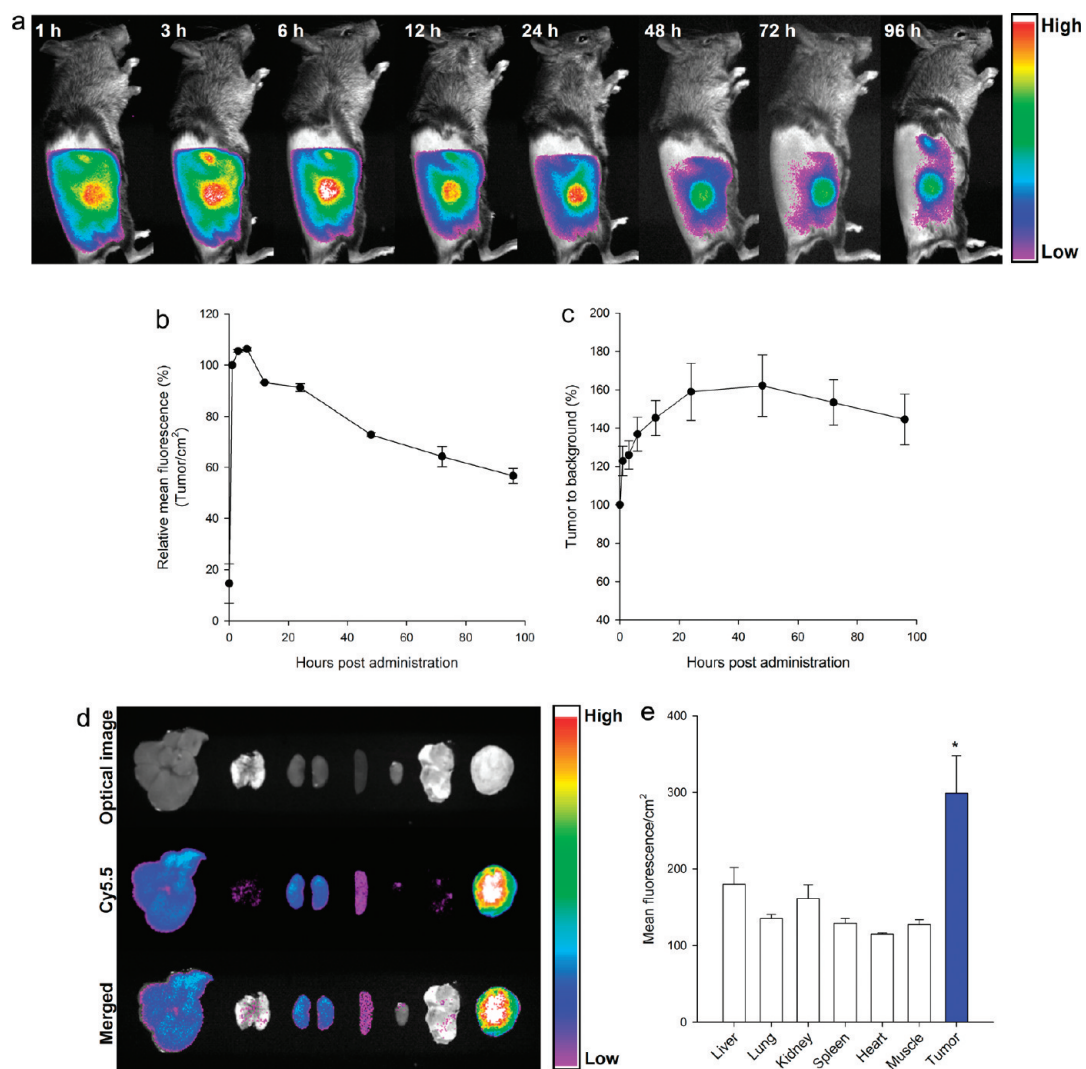 a
1 h 3 h 6 h 12 h 24 h 48 h 72 h 96 h
High
Low
b
Relative mean fluorescence (%)
(Tumor/cm²)
120
100
80
60
40
20
0
0 20 40 60 80 100
Hours post administration
c
Tumor to background (%)
200
180
160
140
120
100
80
60
40
0 20 40 60 80 100
Hours post administration
d
Optical image
Cy5.5
Merged
High
Low
e
Mean fluorescence/cm²
400
300
200
100
0
*
Liver Lung Kidney Spleen Heart Muscle Tumor